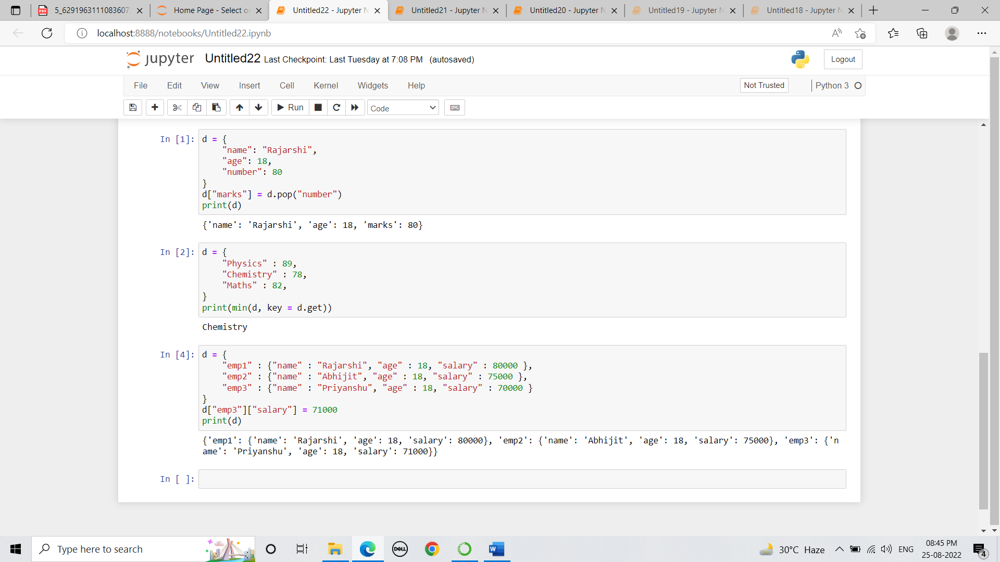 5_6291963111083607
Home Page - Select o
Untitled22 - Jupyter N
Untitled21 - Jupyter N
Untitled20 - Jupyter N
Untitled19 - Jupyter N
Untitled18 - Jupyter N
localhost:8888/notebooks/Untitled22.ipynb
jupyter Untitled22 Last Checkpoint: Last Tuesday at 7:08 PM (autosaved)
Logout
File Edit View Insert Cell Kernel Widgets Help
Not Trusted
Python 3
Run
Code
In [1]: d = {
    "name": "Rajarshi",
    "age": 18,
    "number": 80
}
d["marks"] = d.pop("number")
print(d)
{'name': 'Rajarshi', 'age': 18, 'marks': 80}
In [2]: d = {
    "Physics" : 89,
    "Chemistry" : 78,
    "Maths" : 82,
}
print(min(d, key = d.get))
Chemistry
In [4]: d = {
    "emp1" : {"name" : "Rajarshi", "age" : 18, "salary" : 80000 },
    "emp2" : {"name" : "Abhijit", "age" : 18, "salary" : 75000 },
    "emp3" : {"name" : "Priyanshu", "age" : 18, "salary" : 70000 }
}
d["emp3"]["salary"] = 71000
print(d)
{'emp1': {'name': 'Rajarshi', 'age': 18, 'salary': 80000}, 'emp2': {'name': 'Abhijit', 'age': 18, 'salary': 75000}, 'emp3': {'n
ame': 'Priyanshu', 'age': 18, 'salary': 71000}}
In [ ]:
Type here to search
DELL
W
30°C Haze
ENG
08:45 PM
25-08-2022
4